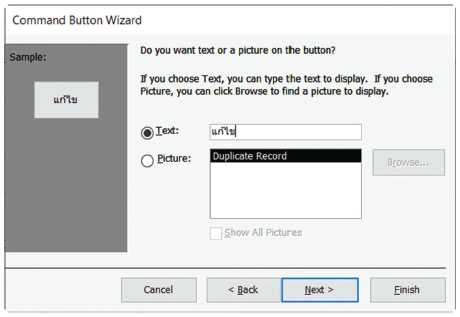 Command Button Wizard
Sample:
แก้ไข
Do you want text or a picture on the button?
If you choose Text, you can type the text to display. If you choose
Picture, you can click Browse to find a picture to display.
Text:
แก้ไข
Picture:
Duplicate Record
Browse...
Show All Pictures
Cancel
< Back
Next >
Finish